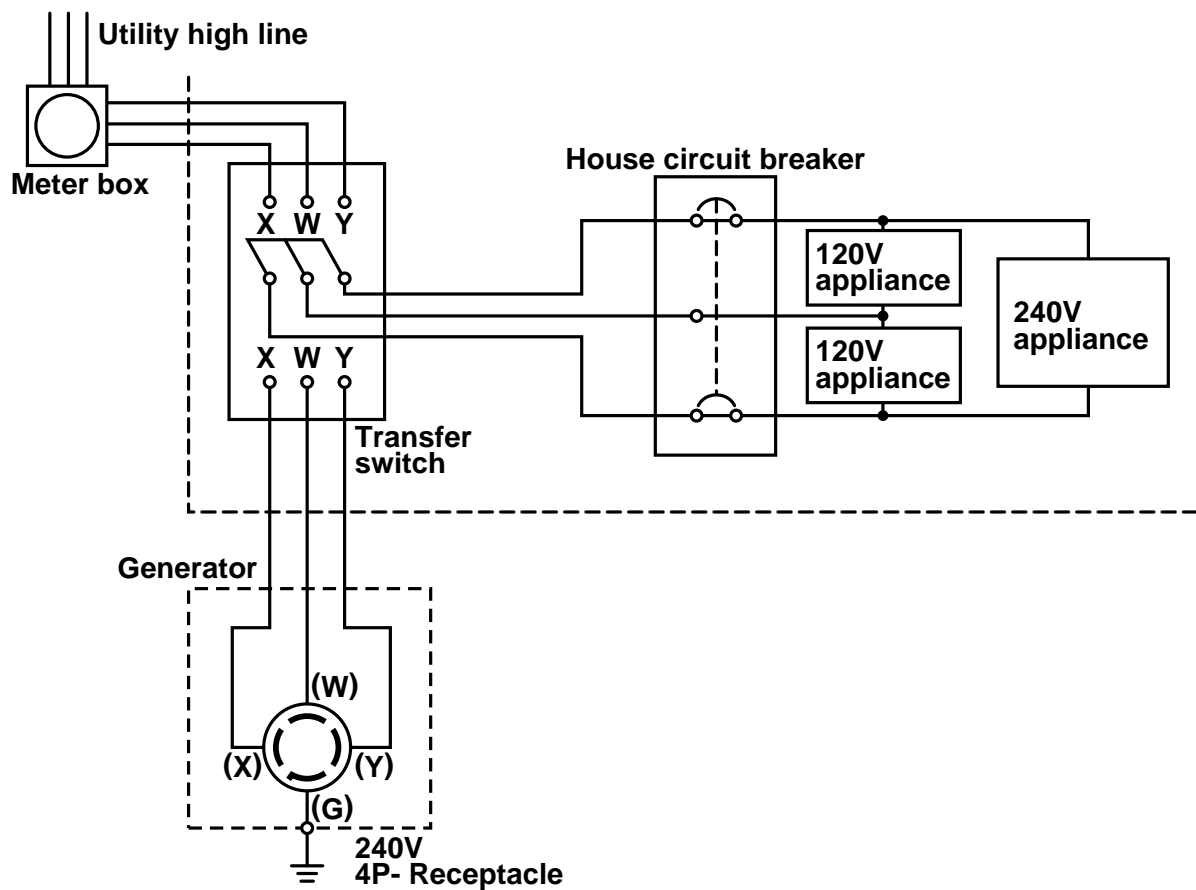 Utility high line
Meter box
X W Y
House circuit breaker
120V
appliance
240V
appliance
120V
appliance
X W Y
Transfer
switch
Generator
(W)
(X)
(Y)
(G)
240V
4P- Receptacle